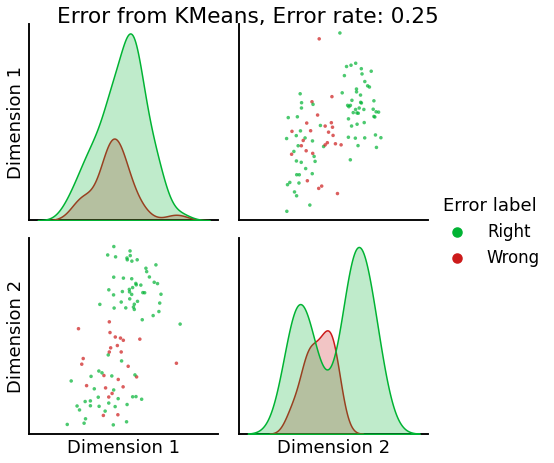 Error from KMeans, Error rate: 0.25
Dimension 1
Error label
Right
Wrong
Dimension 2
Dimension 1
Dimension 2